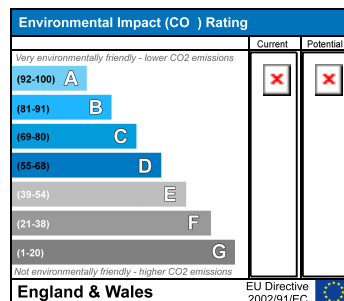 Environmental Impact (CO ) Rating
Current Potential
Very environmentally friendly - lower CO2 emissions
(92-100) A
(81-91) B
(69-80) C
(55-68) D
(39-54) E
(21-38) F
(1-20) G
Not environmentally friendly - higher CO2 emissions
England & Wales
EU Directive
2002/91/EC